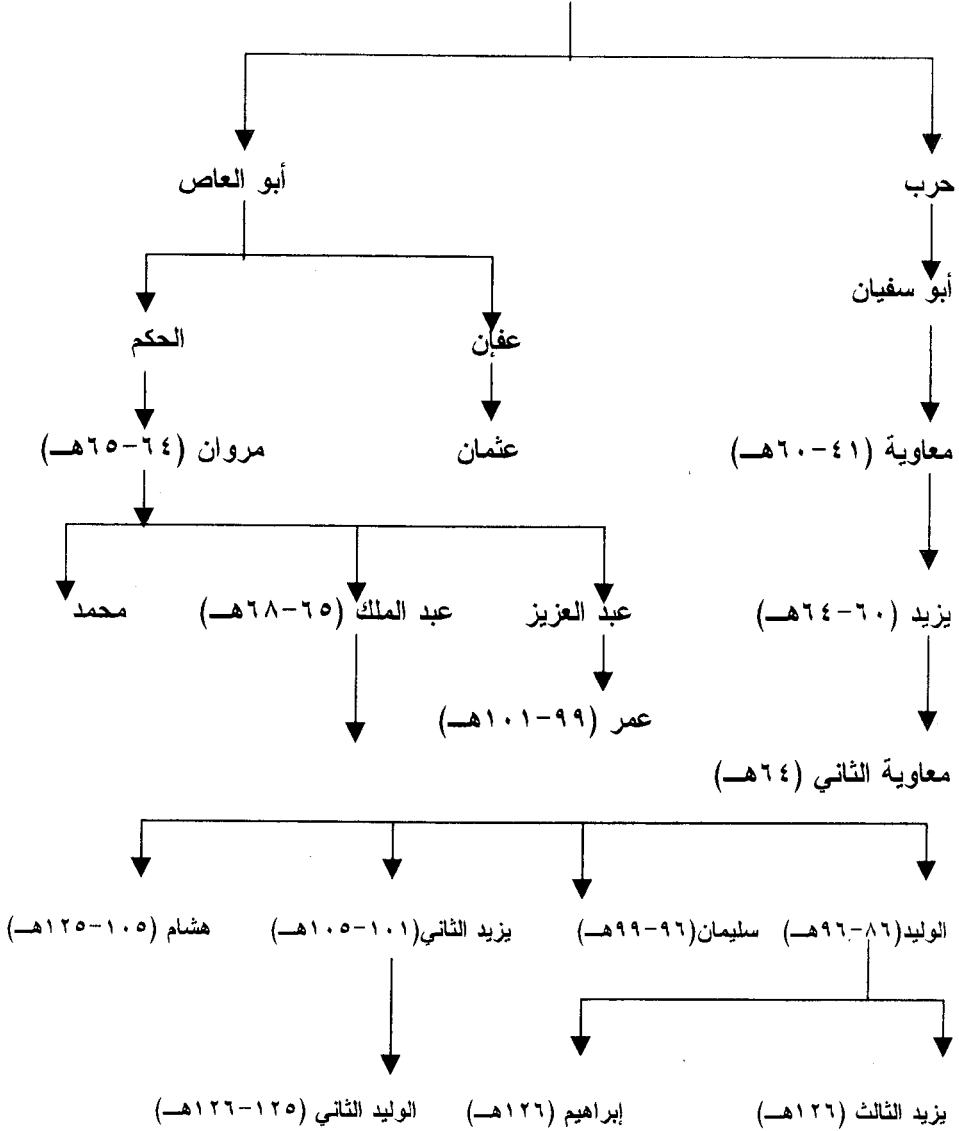 حرب
أبو العاص
أبو سفيان
عفان
الحكم
معاوية (٤١-٦٠هـ)
عثمان
مروان (٦٤-٦٥هـ)
يزيد (٦٠-٦٤هـ)
عبد العزيز
عبد الملك (٦٥-٦٨هـ)
محمد
عمر (٩٩-١٠١هـ)
معاوية الثاني (٦٤هـ)
الوليد(٨٦-٩٦هـ)
سليمان(٩٦-٩٩هـ)
يزيد الثاني(١٠١-١٠٥هـ)
هشام (١٠٥-١٢٥هـ)
يزيد الثالث (١٢٦هـ)
إبراهيم (١٢٦هـ)
الوليد الثاني (١٢٥-١٢٦هـ)